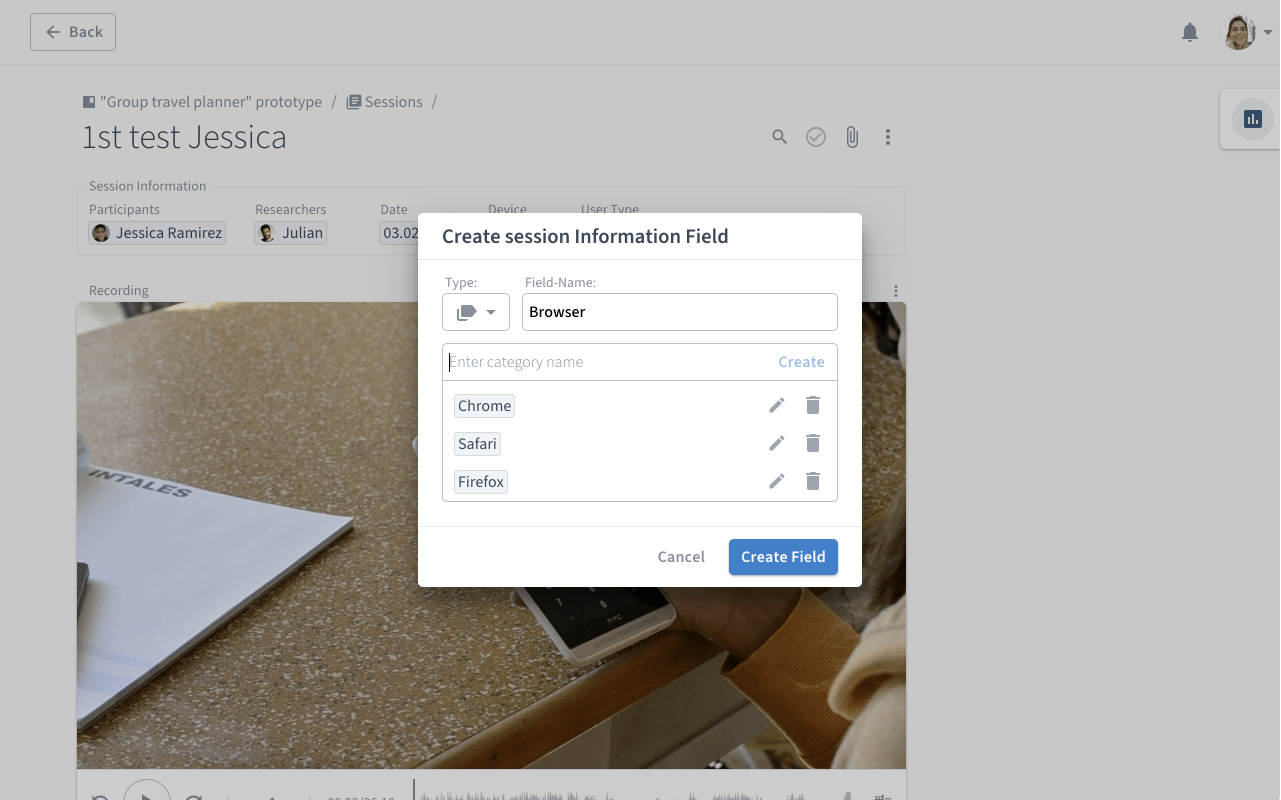 Back
"Group travel planner" prototype / Sessions /
1st test Jessica
Session Information
Participants Researchers Date Device User Type
Jessica Ramirez Julian 03.02
Create session Information Field
Type: Field-Name:
Browser
Enter category name Create
Chrome
Safari
Firefox
Cancel Create Field
Recording
INTALES
7
htc